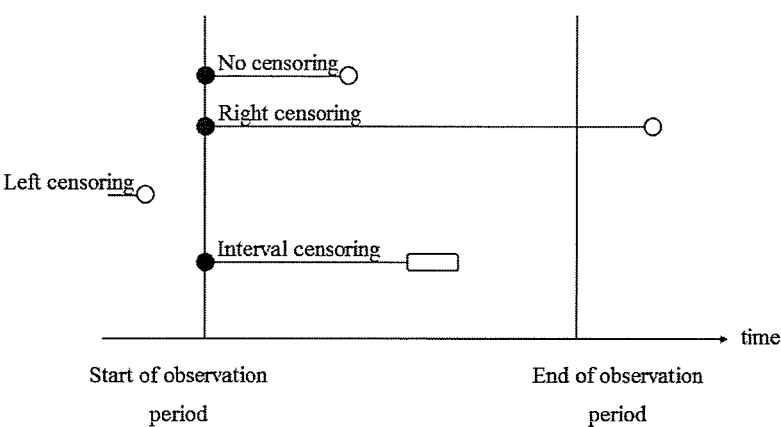 No censoring
Right censoring
Left censoring
Interval censoring
time
Start of observation
period
End of observation
period